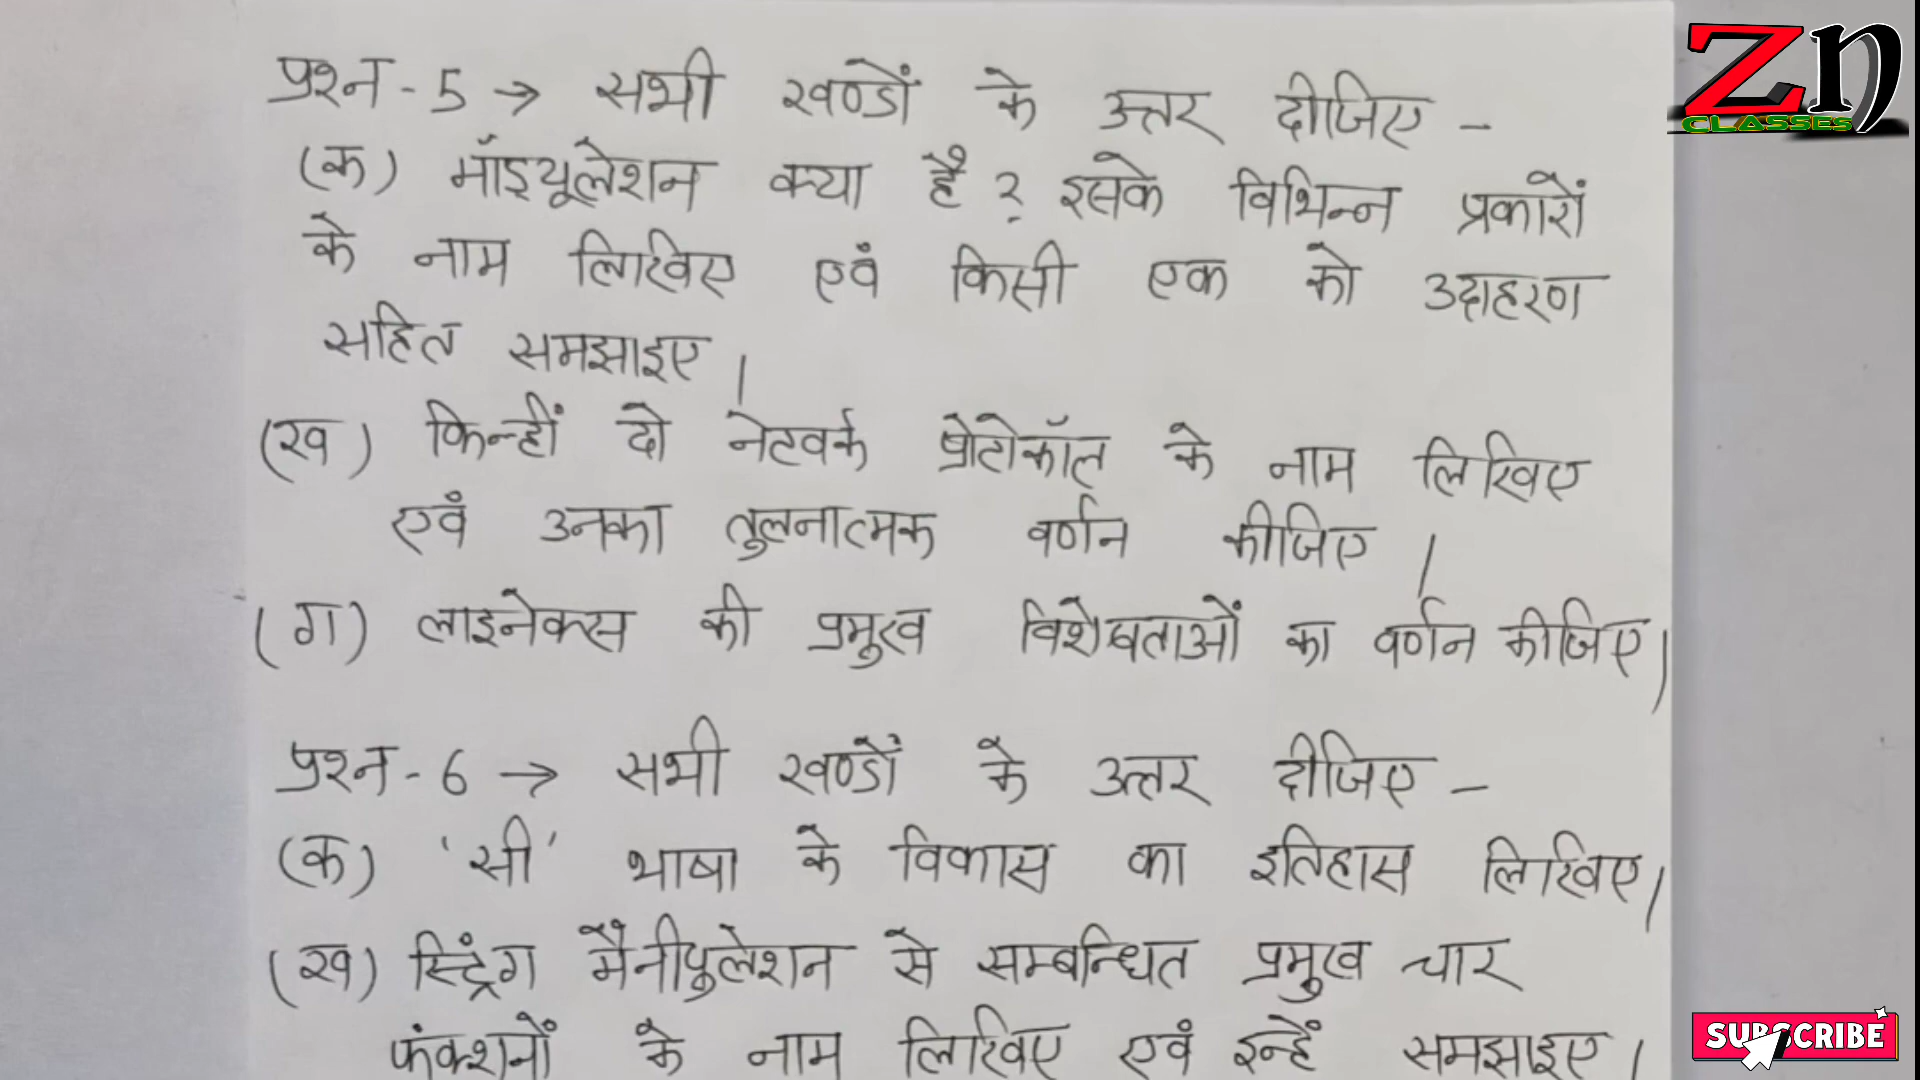 प्रश्न-5 → सभी खण्डों के उत्तर दीजिए -
(क) मॉड्यूलेशन क्या है? इसके विभिन्न प्रकारों
के नाम लिखिए एवं किसी एक को उदाहरण
सहित समझाइए।
(ख) किन्हीं दो नेटवर्क प्रोटोकॉल के नाम लिखिए
एवं उनका तुलनात्मक वर्णन कीजिए।
(ग) लाइनेक्स की प्रमुख विशेषताओं का वर्णन कीजिए।
प्रश्न-6 → सभी खण्डों के उत्तर दीजिए -
(क) 'सी' भाषा के विकास का इतिहास लिखिए।
(ख) स्ट्रिंग मैनीपुलेशन से सम्बन्धित प्रमुख चार
फंक्शनों के नाम लिखिए एवं इन्हें समझाइए।
Zn
CLASSES
SUBSCRIBE